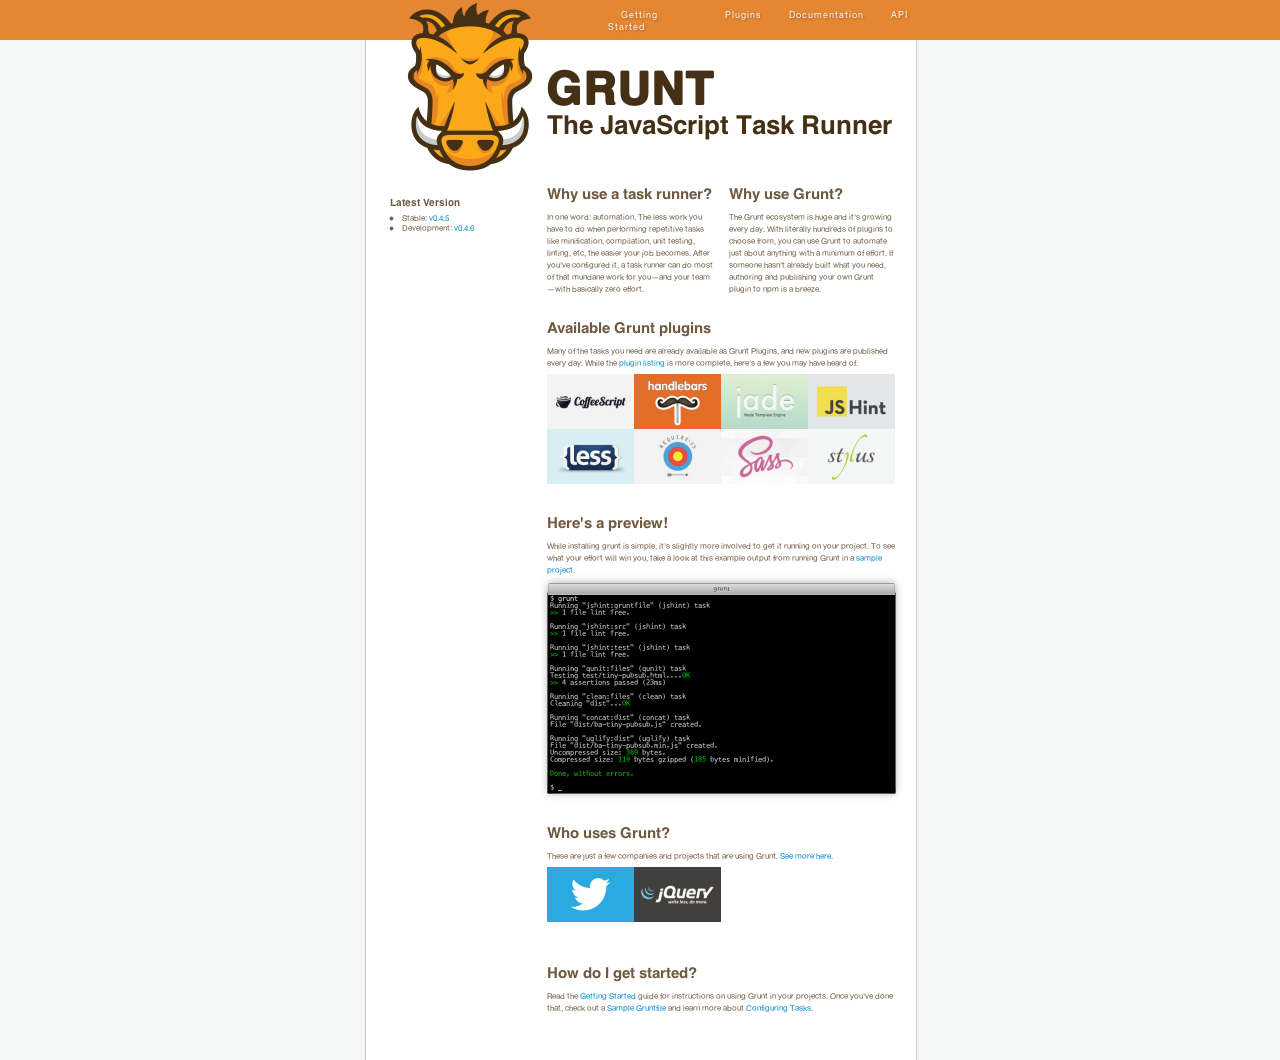 Getting Started
Plugins
Documentation
API
GRUNT
The JavaScript Task Runner
Latest Version
Stable: v0.4.5
Development: v0.4.6
Why use a task runner?
In one word: automation. The less work you
have to do when performing repetitive tasks
like minification, compilation, unit testing,
linting, etc, the easier your job becomes. After
you've configured it, a task runner can do most
of that mundane work for you—and your team
—with basically zero effort.
Why use Grunt?
The Grunt ecosystem is huge and it's growing
every day. With literally hundreds of plugins to
choose from, you can use Grunt to automate
just about anything with a minimum of effort. If
someone hasn't already built what you need,
authoring and publishing your own Grunt
plugin to npm is a breeze.
Available Grunt plugins
Many of the tasks you need are already available as Grunt Plugins, and new plugins are published
every day. While the plugin listing is more complete, here's a few you may have heard of.
CoffeeScript
handlebars
jade
Node Template Engine
JS Hint
{less}
REQUIRE-JS
Sass
stylus
Here's a preview!
While installing grunt is simple, it's slightly more involved to get it running on your project. To see
what your effort will win you, take a look at this example output from running Grunt in a sample
project.
grunt
$ grunt
Running "jshint:gruntfile" (jshint) task
>> 1 file lint free.
Running "jshint:src" (jshint) task
>> 1 file lint free.
Running "jshint:test" (jshint) task
>> 1 file lint free.
Running "qunit:files" (qunit) task
Testing test/tiny-pubsub.html....OK
>> 4 assertions passed (23ms)
Running "clean:files" (clean) task
Cleaning "dist"...OK
Running "concat:dist" (concat) task
File "dist/ba-tiny-pubsub.js" created.
Running "uglify:dist" (uglify) task
File "dist/ba-tiny-pubsub.min.js" created.
Uncompressed size: 389 bytes.
Compressed size: 119 bytes gzipped (185 bytes minified).
Done, without errors.
$ _
Who uses Grunt?
These are just a few companies and projects that are using Grunt. See more here.
jQuery
write less, do more.
How do I get started?
Read the Getting Started guide for instructions on using Grunt in your projects. Once you've done
that, check out a Sample Gruntfile and learn more about Configuring Tasks.